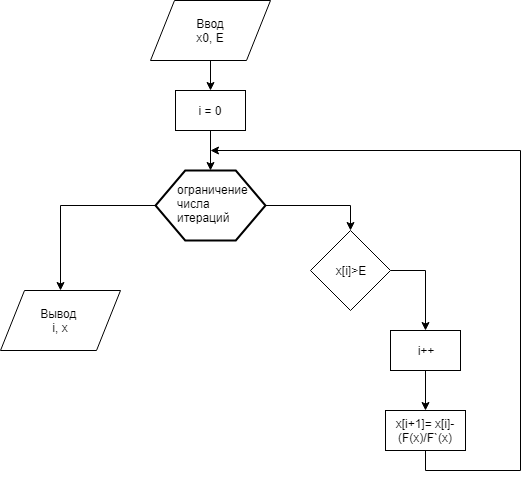 Ввод
x0, E
i = 0
ограничение
числа
итераций
x[i]>E
Вывод
i, x
i++
x[i+1]= x[i]-
(F(x)/F`(x)